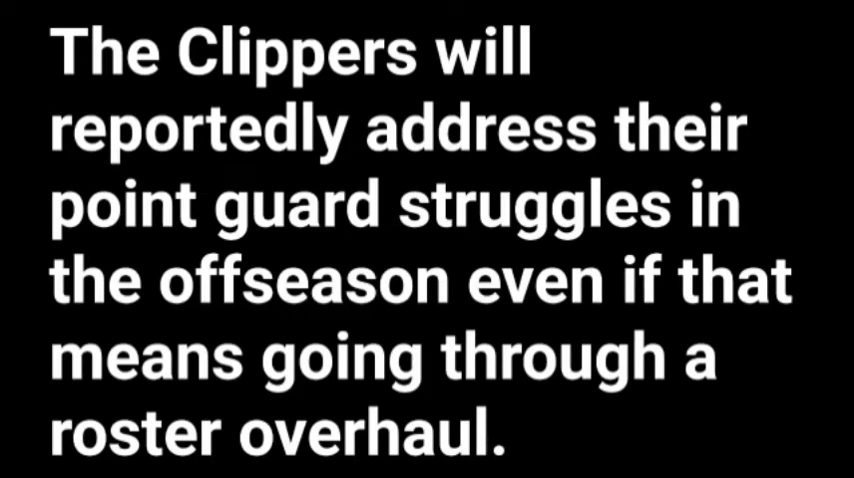 The Clippers will
reportedly address their
point guard struggles in
the offseason even if that
means going through a
roster overhaul.